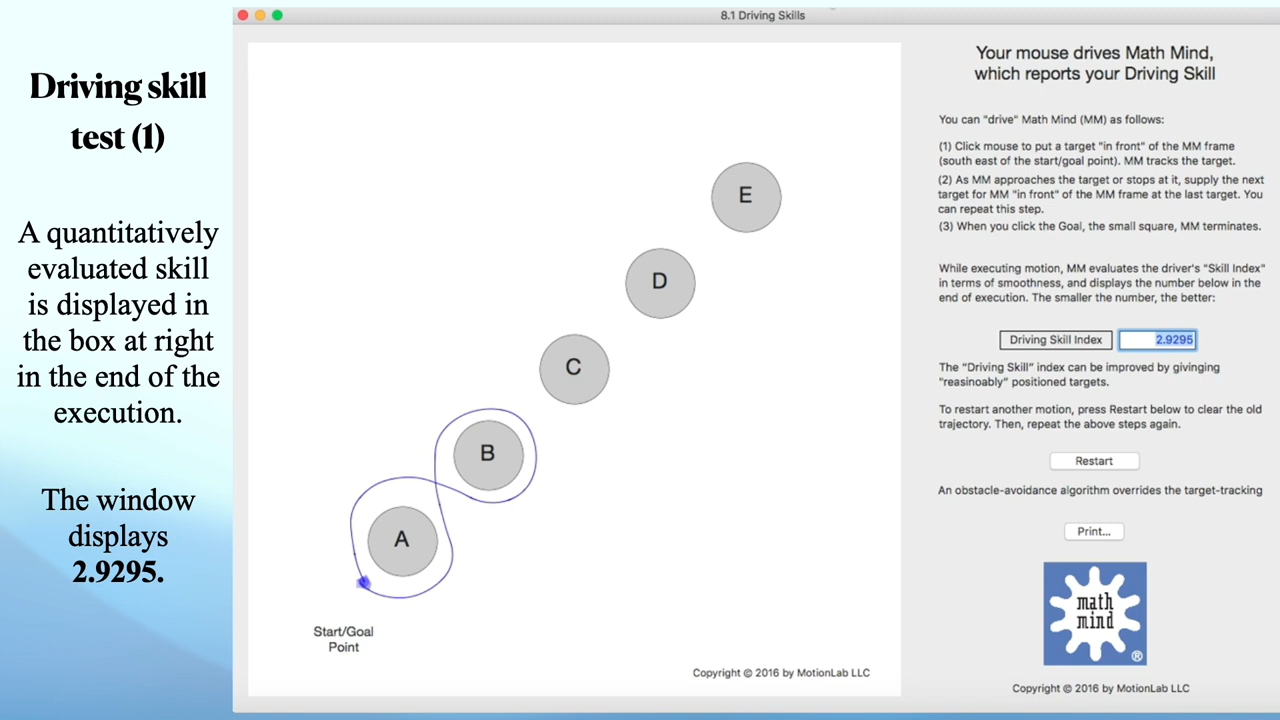 8.1 Driving Skills
Driving skill
test (1)
A quantitatively
evaluated skill
is displayed in
the box at right
in the end of the
execution.
The window
displays
2.9295.
E
D
C
B
A
Start/Goal
Point
Copyright © 2016 by MotionLab LLC
Your mouse drives Math Mind,
which reports your Driving Skill
You can "drive" Math Mind (MM) as follows:
(1) Click mouse to put a target "in front" of the MM frame
(south east of the start/goal point). MM tracks the target.
(2) As MM approaches the target or stops at it, supply the next
target for MM "in front" of the MM frame at the last target. You
can repeat this step.
(3) When you click the Goal, the small square, MM terminates.
While executing motion, MM evaluates the driver's "Skill Index"
in terms of smoothness, and displays the number below in the
end of execution. The smaller the number, the better:
Driving Skill Index 2.9295
The “Driving Skill” index can be improved by givinging
“reasinoably” positioned targets.
To restart another motion, press Restart below to clear the old
trajectory. Then, repeat the above steps again.
Restart
An obstacle-avoidance algorithm overrides the target-tracking
Print...
math
mind
®
Copyright © 2016 by MotionLab LLC